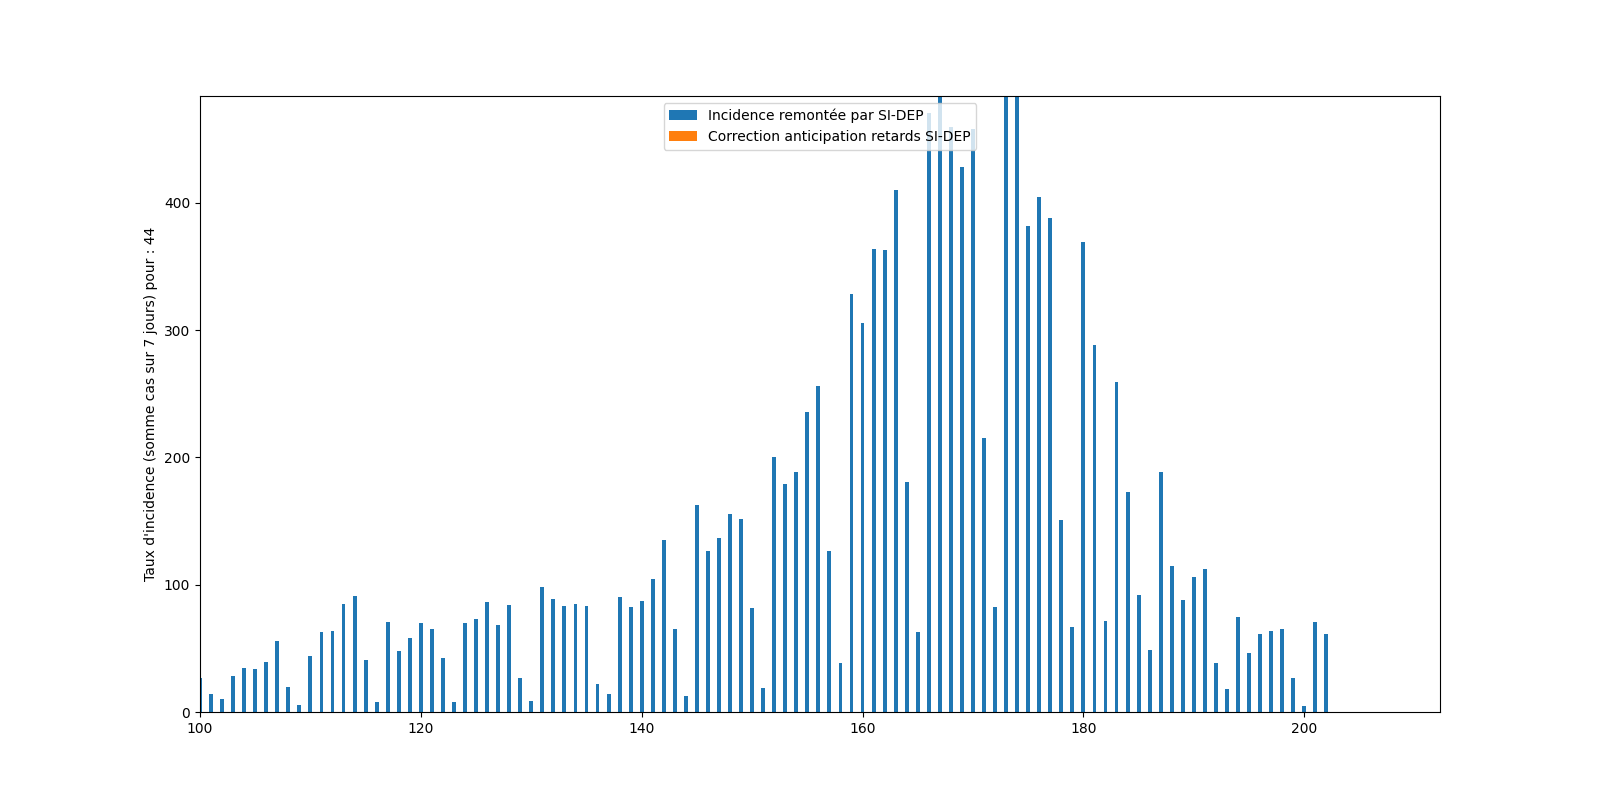 Incidence remontée par SI-DEP
Correction anticipation retards SI-DEP
Taux d'incidence (somme cas sur 7 jours) pour : 44
400
300
200
100
0
100 120 140 160 180 200